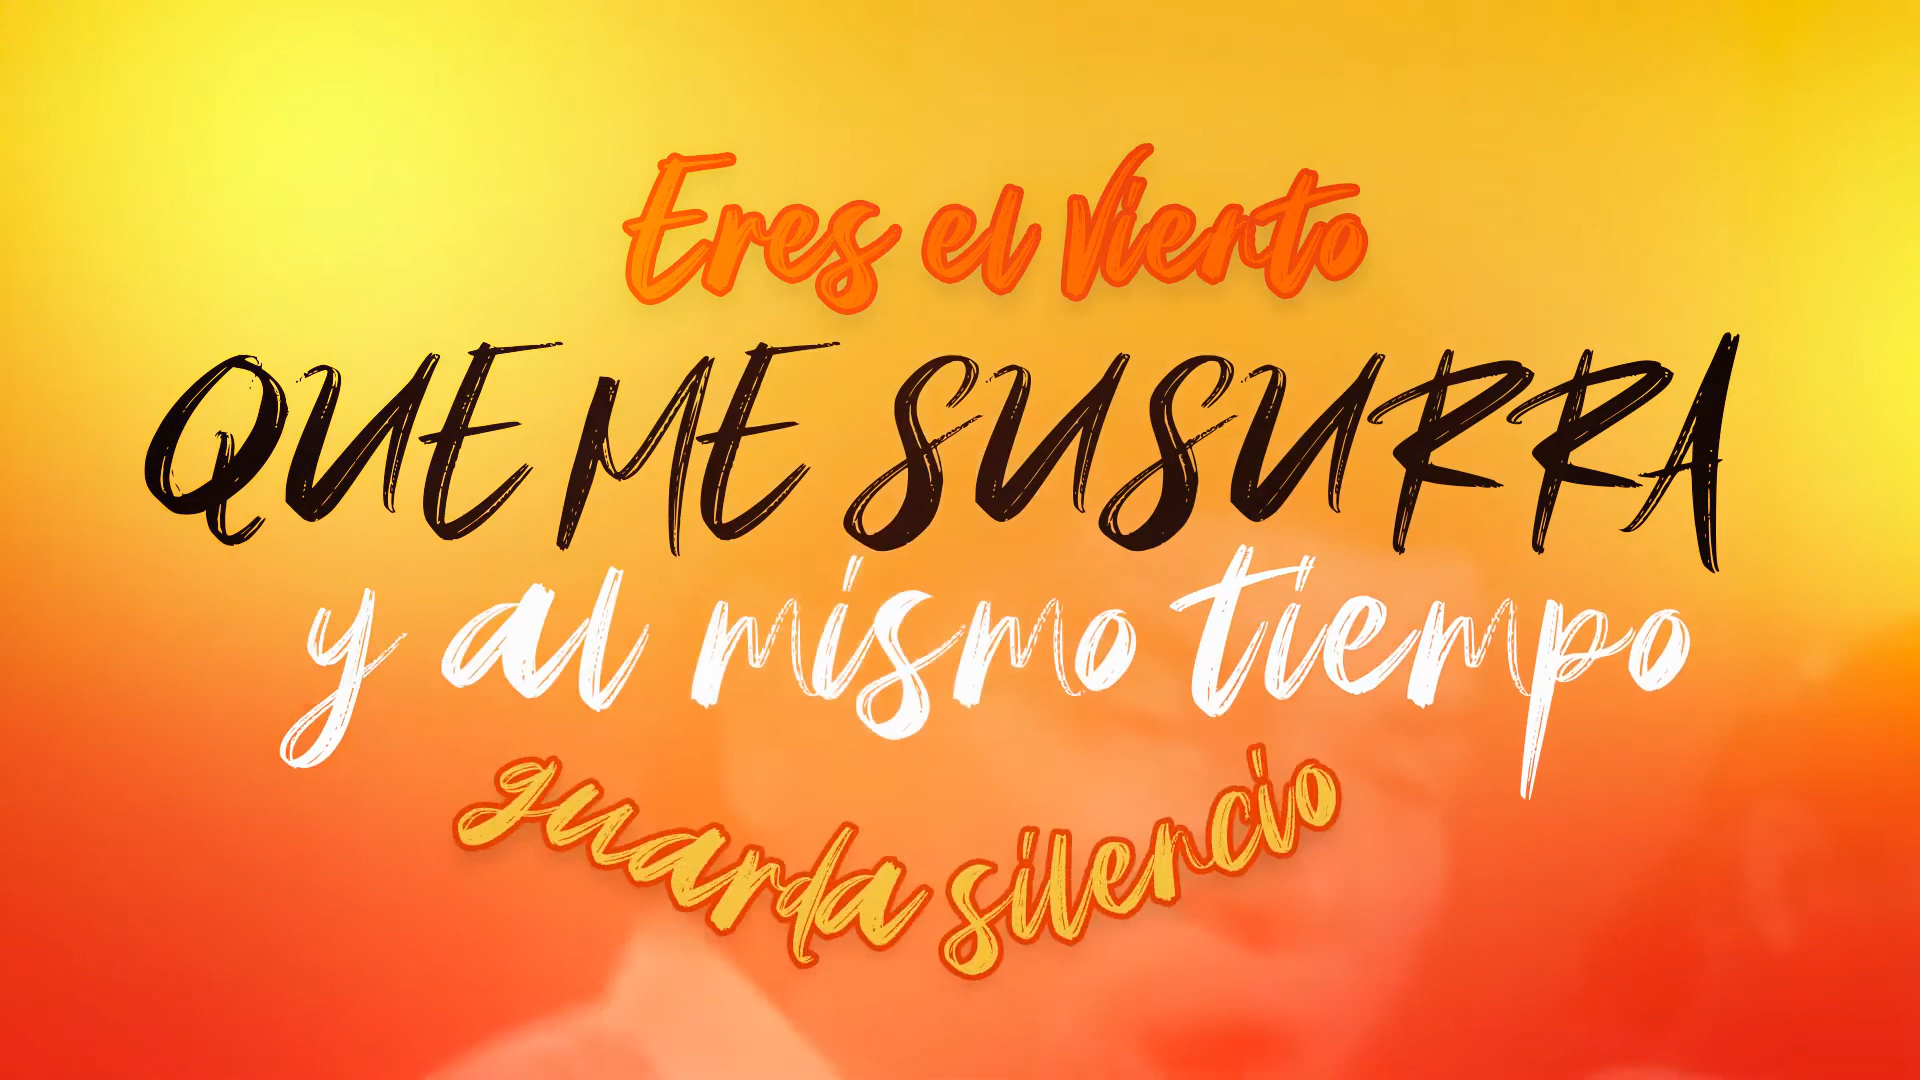 Eres el Viento
QUE ME SUSURRA
y al mismo tiempo
guarda silencio